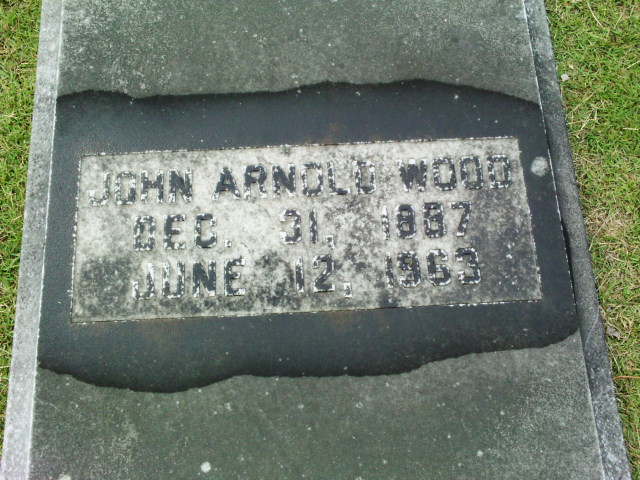 JOHN ARNOLD WOOD
DEC. 31, 1887
JUNE 12, 1963